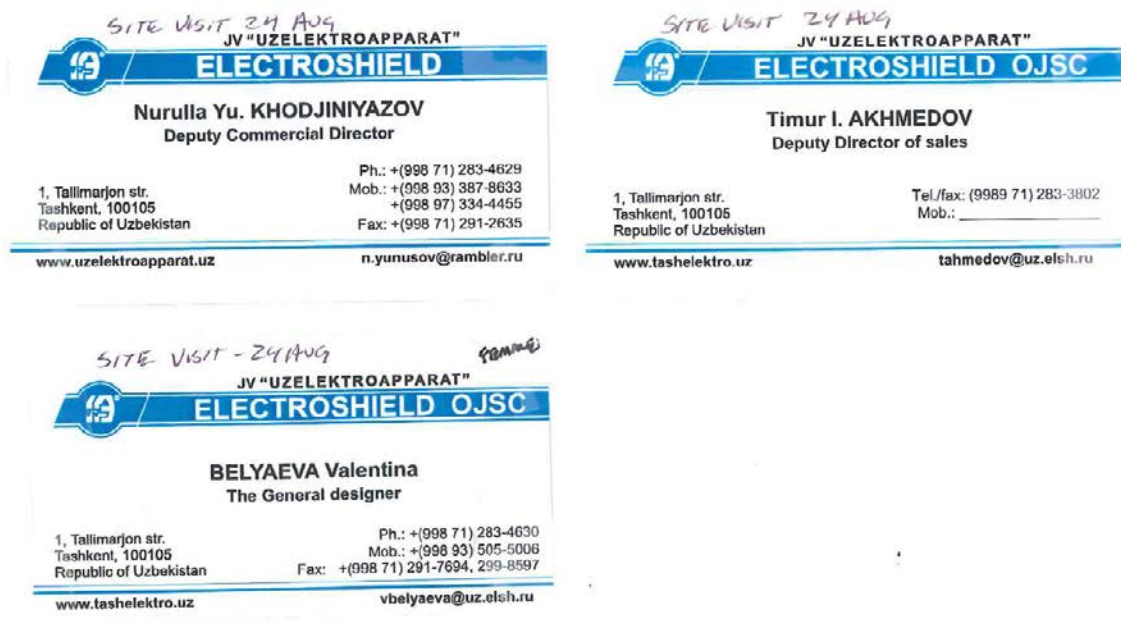 SITE VISIT 24 AUG
JV "UZELEKTROAPPARAT"
ELECTROSHIELD
Nurulla Yu. KHODJINIYAZOV
Deputy Commercial Director
1, Tallimarjon str.
Tashkent, 100105
Republic of Uzbekistan
Ph.: +(998 71) 283-4629
Mob.: +(998 93) 387-8633
+(998 97) 334-4455
Fax: +(998 71) 291-2635
www.uzelektroapparat.uz
n.yunusov@rambler.ru
SITE VISIT 24 AUG
JV "UZELEKTROAPPARAT"
ELECTROSHIELD OJSC
Timur I. AKHMEDOV
Deputy Director of sales
1, Tallimarjon str.
Tashkent, 100105
Republic of Uzbekistan
Tel./fax: (9989 71) 283-3802
Mob.: ____________
www.tashelektro.uz
tahmedov@uz.elsh.ru
SITE VISIT - 24 AUG
JV "UZELEKTROAPPARAT"
ELECTROSHIELD OJSC
BELYAEVA Valentina
The General designer
1, Tallimarjon str.
Tashkent, 100105
Republic of Uzbekistan
Ph.: +(998 71) 283-4630
Mob.: +(998 93) 505-5006
Fax: +(998 71) 291-7694, 299-8597
www.tashelektro.uz
vbelyaeva@uz.elsh.ru